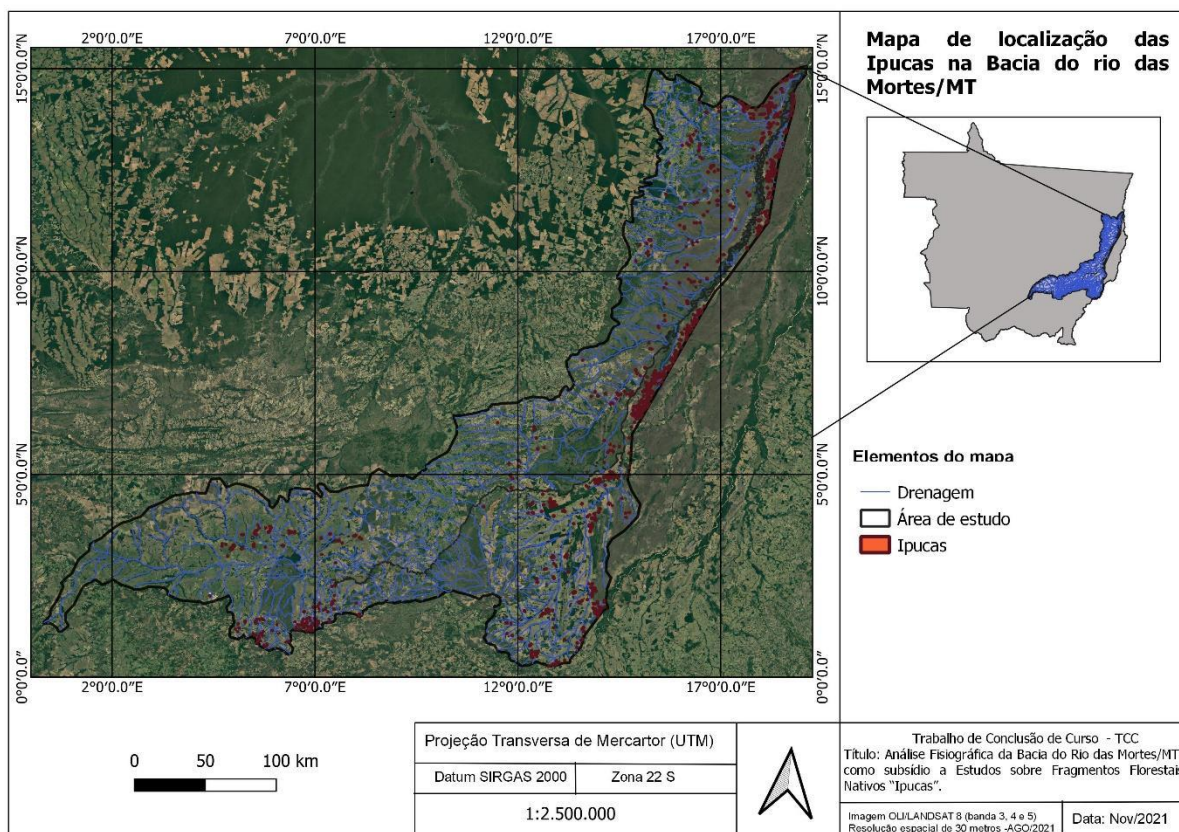 2°0'0.0"E 7°0'0.0"E 12°0'0.0"E 17°0'0.0"E
15°0'0.0"N
10°0'0.0"N
5°0'0.0"N
0°0'0.0"
15°0'0.0"N
10°0'0.0"N
5°0'0.0"N
0°0'0.0"
2°0'0.0"E 7°0'0.0"E 12°0'0.0"E 17°0'0.0"E
Mapa de localização das
Ipucas na Bacia do rio das
Mortes/MT
Elementos do mapa
Drenagem
Área de estudo
Ipucas
0 50 100 km
Projeção Transversa de Mercartor (UTM)
Datum SIRGAS 2000 Zona 22 S
1:2.500.000
Trabalho de Conclusão de Curso - TCC
Título: Análise Fisiográfica da Bacia do Rio das Mortes/MT
como subsídio a Estudos sobre Fragmentos Florestais
Nativos "Ipucas".
Imagem OLI/LANDSAT 8 (banda 3, 4 e 5)
Resolução espacial de 30 metros -AGO/2021
Data: Nov/2021